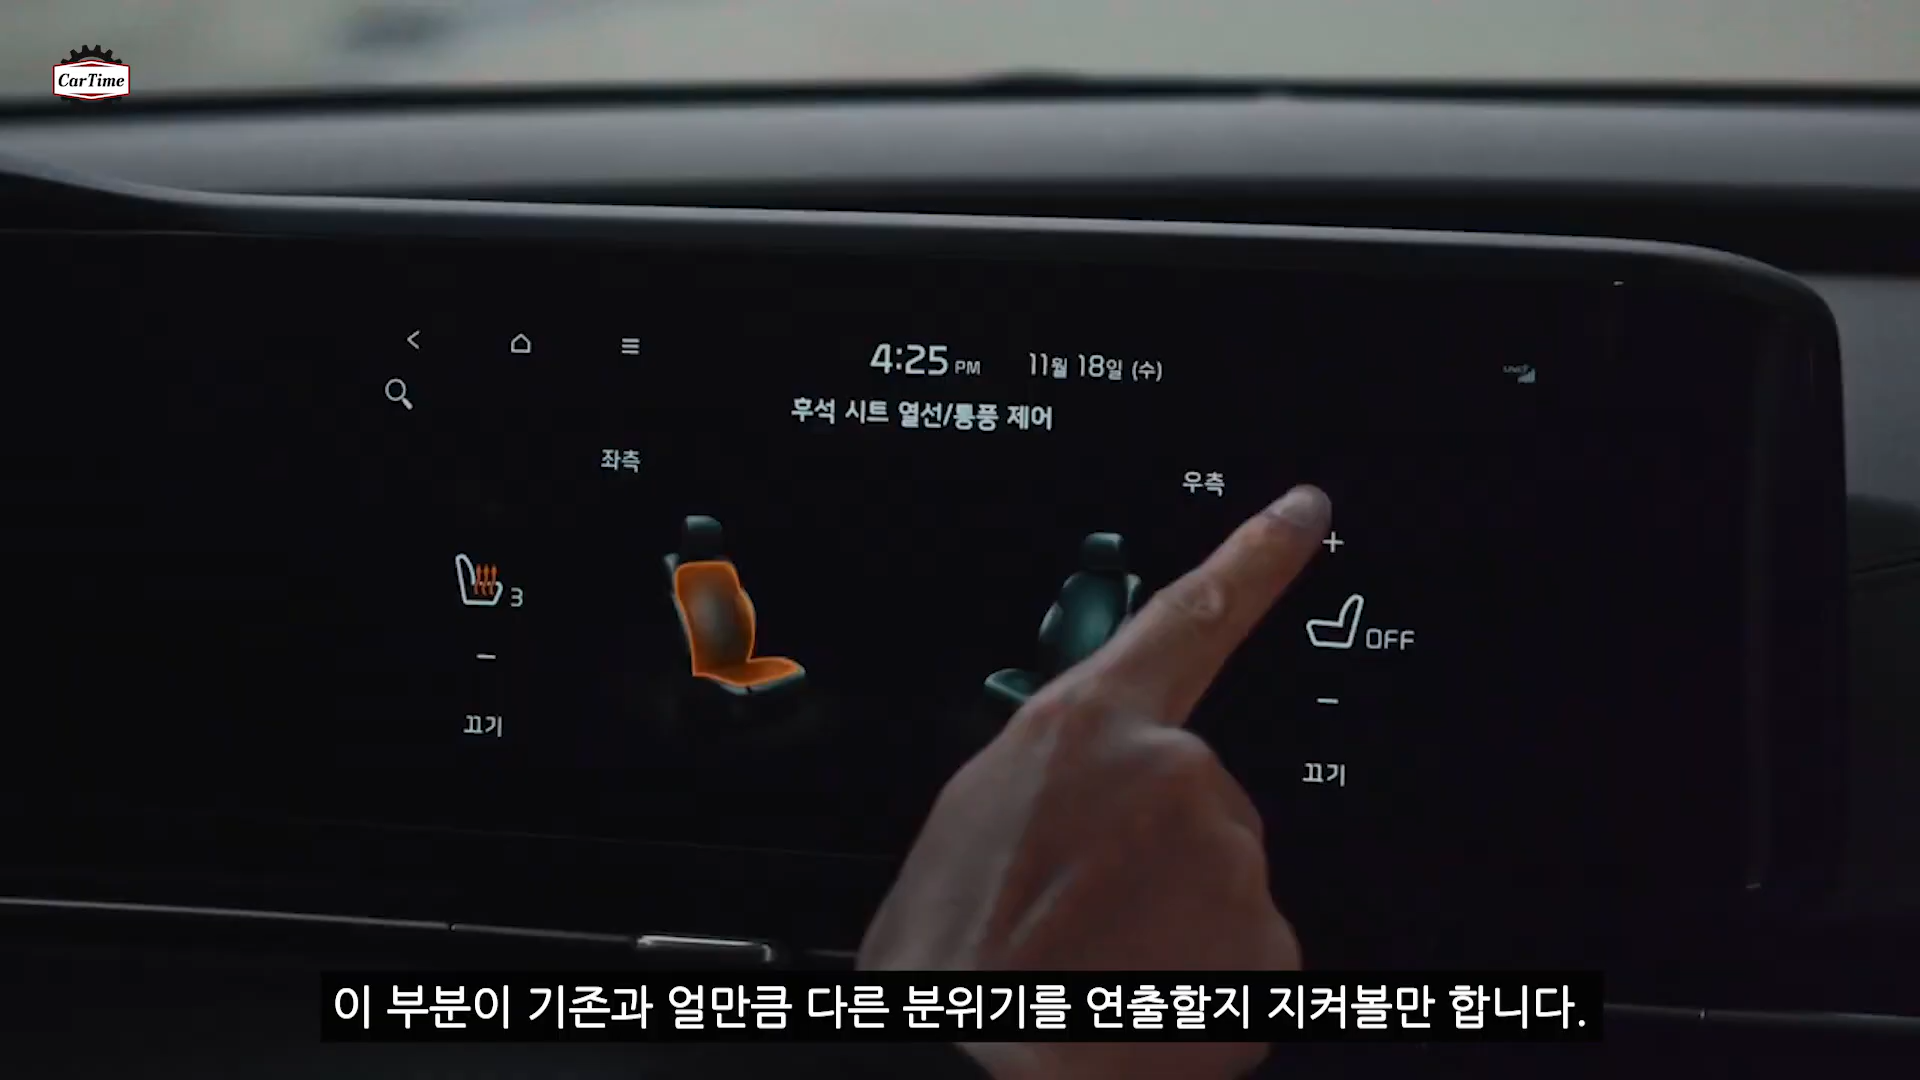 CarTime
4:25 PM 11월 18일 (수)
후석 시트 열선/통풍 제어
좌측
우측
+
3
OFF
−
−
끄기
끄기
이 부분이 기존과 얼만큼 다른 분위기를 연출할지 지켜볼만 합니다.